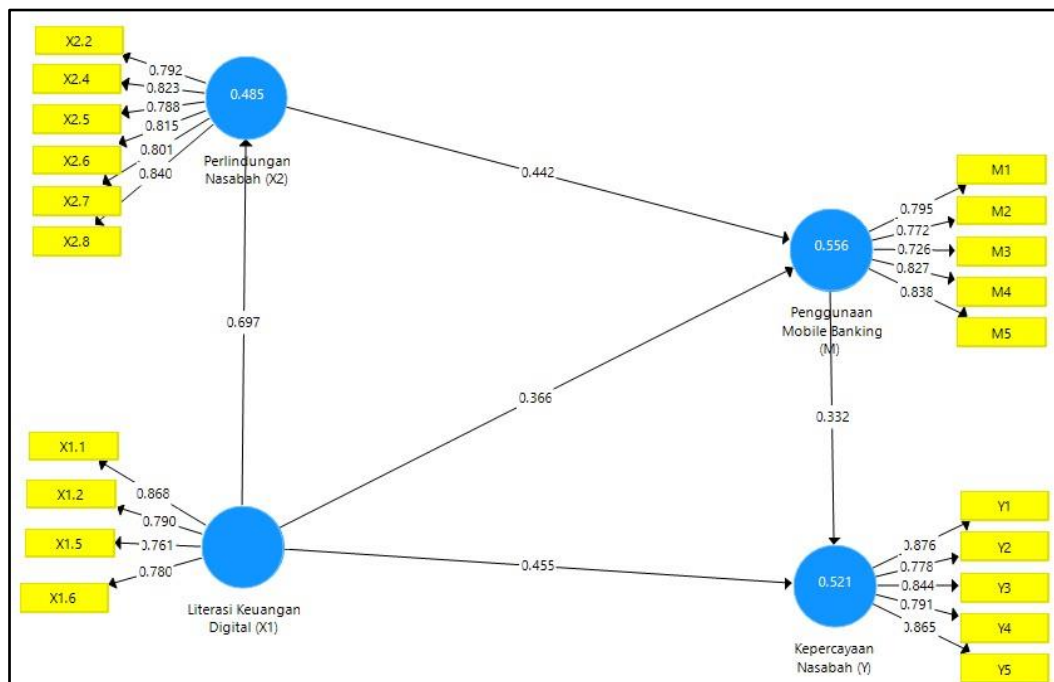 X2.2
X2.4
X2.5
X2.6
X2.7
X2.8
0.792
0.823
0.788
0.815
0.801
0.840
0.485
Perlindungan
Nasabah (X2)
0.442
0.697
0.366
0.556
Penggunaan
Mobile Banking
(M)
0.795
0.772
0.726
0.827
0.838
M1
M2
M3
M4
M5
0.332
X1.1
X1.2
X1.5
X1.6
0.868
0.790
0.761
0.780
Literasi Keuangan
Digital (X1)
0.455
0.521
Kepercayaan
Nasabah (Y)
0.876
0.778
0.844
0.791
0.865
Y1
Y2
Y3
Y4
Y5